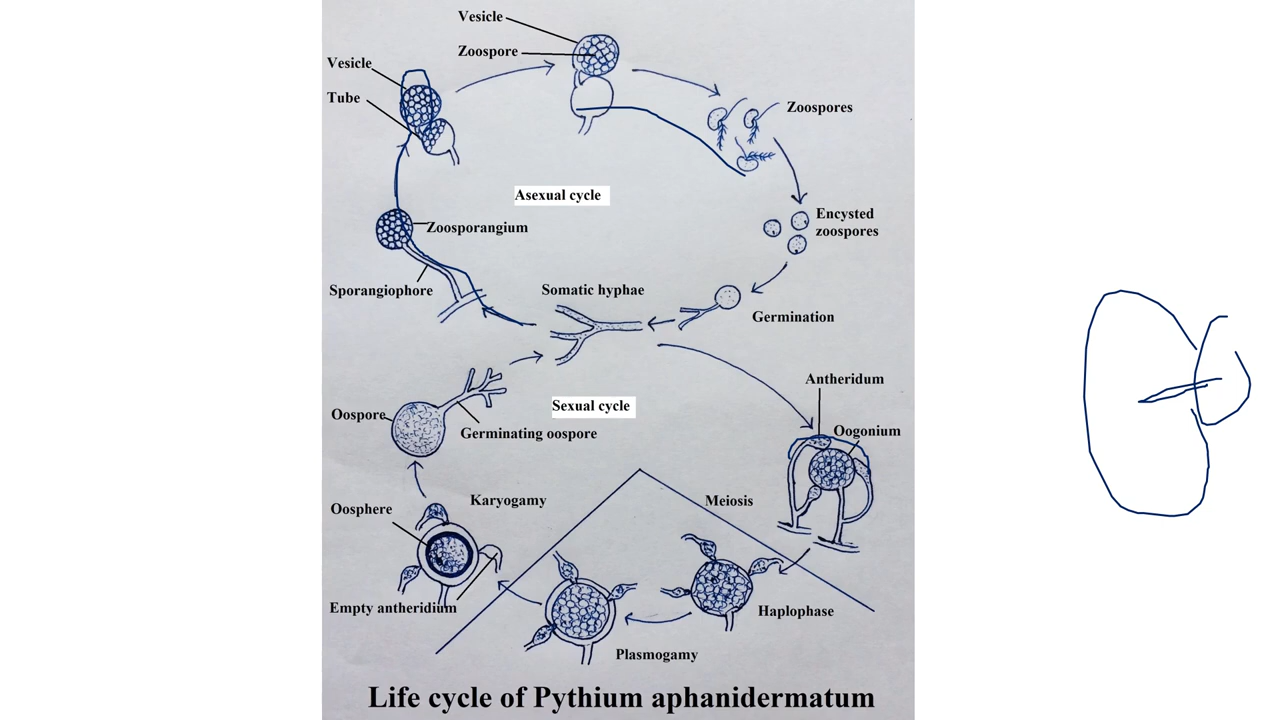 Vesicle
Zoospore
Vesicle
Tube
Zoospores
Asexual cycle
Encysted
zoospores
Zoosporangium
Sporangiophore
Somatic hyphae
Germination
Antheridum
Sexual cycle
Oospore
Germinating oospore
Oogonium
Karyogamy
Meiosis
Oosphere
Empty antheridium
Haplophase
Plasmogamy
Life cycle of Pythium aphanidermatum